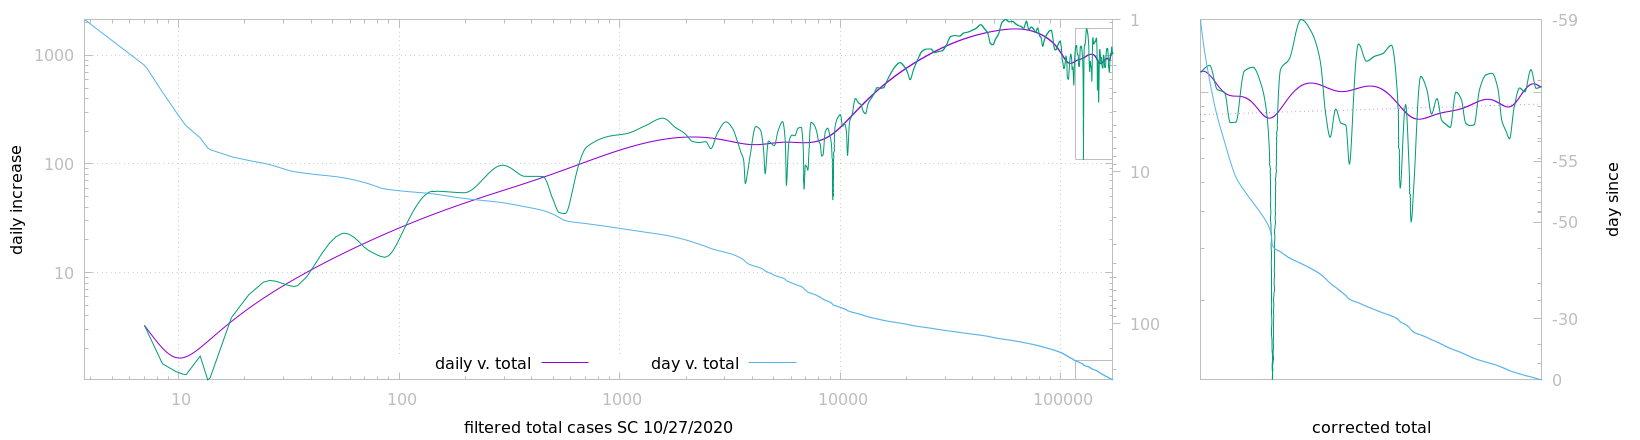 1000
100
10
daily increase
daily v. total
day v. total
10
100
1000
10000
100000
filtered total cases SC 10/27/2020
1
10
100
-59
-55
-50
-30
0
day since
corrected total